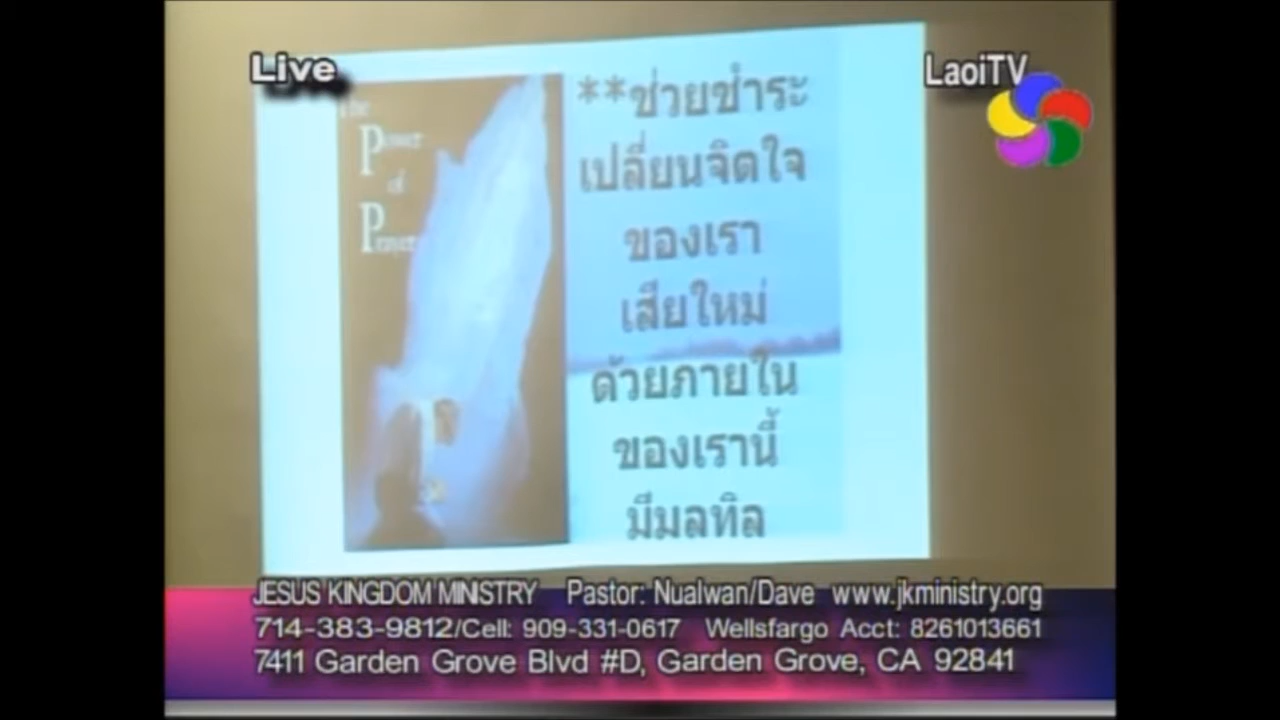 Live
LaoiTV
The
Power
of
Prayer
**ช่วยชำระ
เปลี่ยนจิตใจ
ของเรา
เสียใหม่
ด้วยภายใน
ของเรานี้
มีมลทิล
JESUS KINGDOM MINISTRY Pastor: Nualwan/Dave www.jkministry.org
714-383-9812/Cell: 909-331-0617 Wellsfargo Acct: 8261013661
7411 Garden Grove Blvd #D, Garden Grove, CA 92841